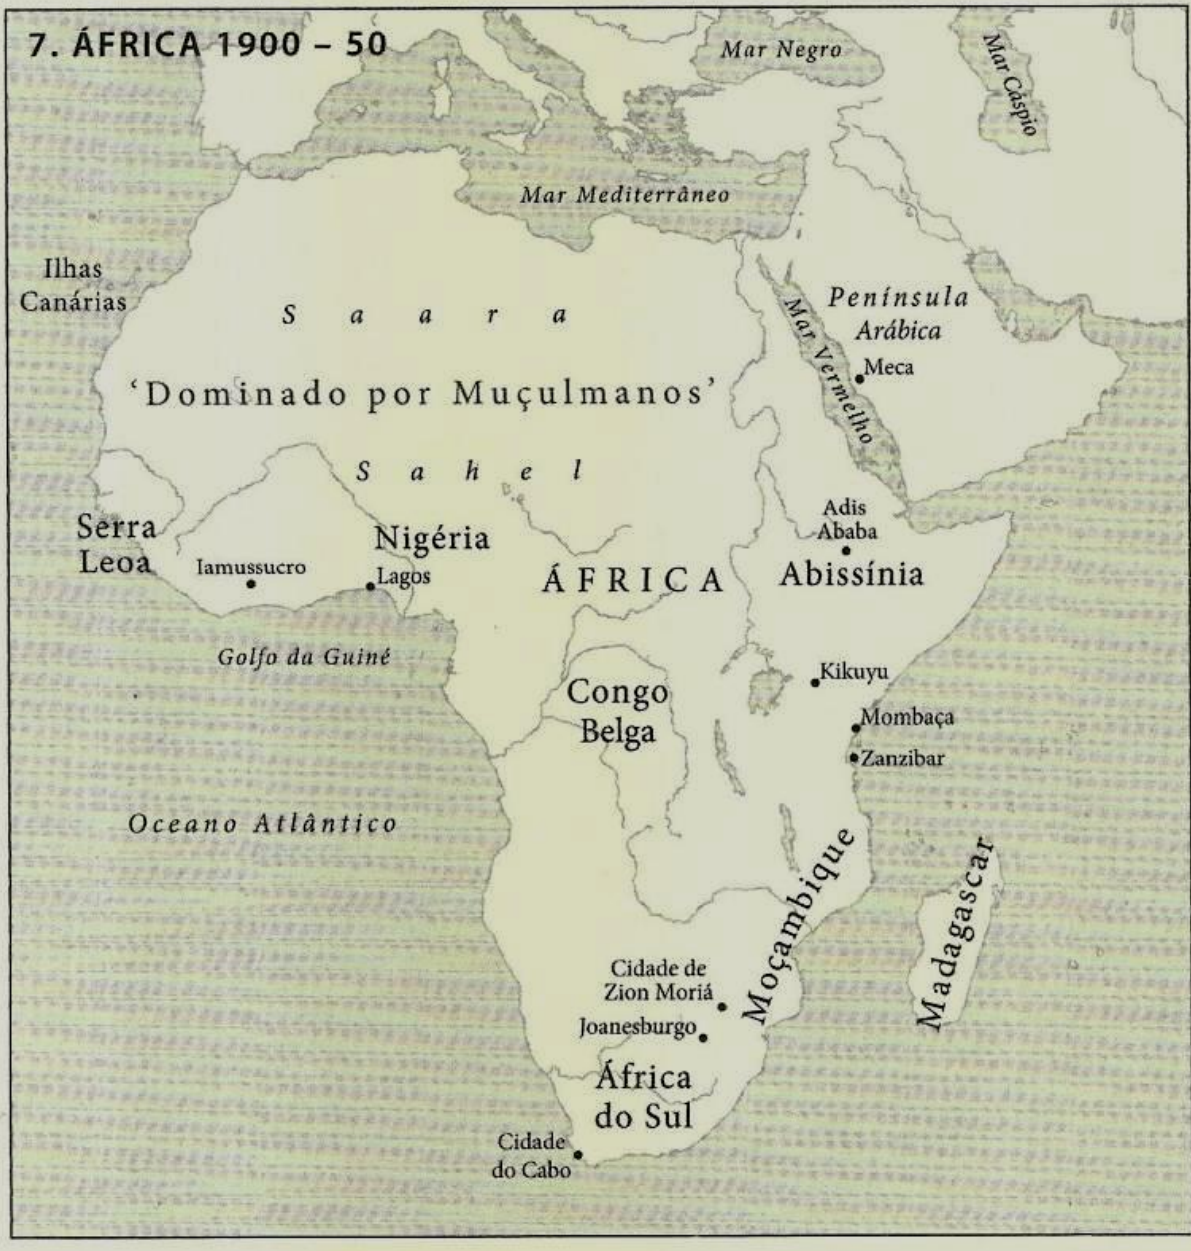 7. ÁFRICA 1900 – 50
Mar Negro
Mar Cáspio
Mar Mediterrâneo
Ilhas
Canárias
S a a r a
Península
Arábica
Mar Vermelho
Meca
‘Dominado por Muçulmanos’
S a h e l
Serra
Leoa
Iamussucro
Nigéria
Lagos
ÁFRICA
Adis
Ababa
Abissínia
Golfo da Guiné
Congo
Belga
Kikuyu
Mombaça
Zanzibar
Oceano Atlântico
Moçambique
Madagascar
Cidade de
Zion Moriá
Joanesburgo
África
do Sul
Cidade
do Cabo